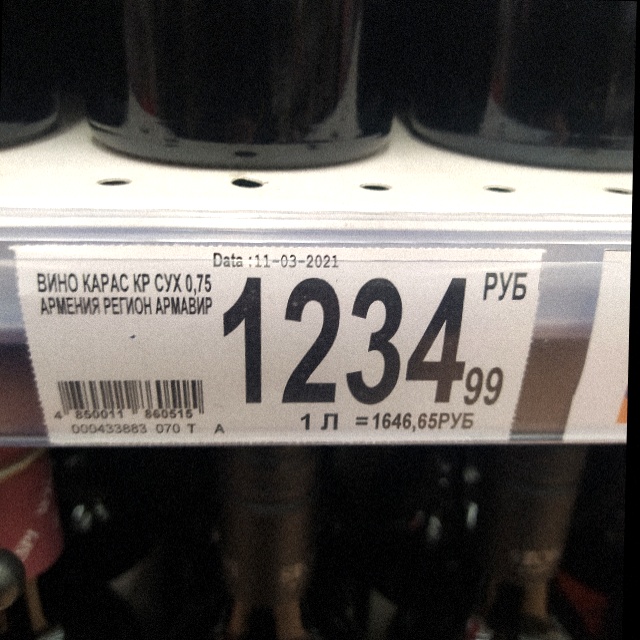 Data :11-03-2021
ВИНО КАРАС КР СУХ 0,75
АРМЕНИЯ РЕГИОН АРМАВИР
1234 99
РУБ
4 850011 860515
000433883 070 Т А
1 Л =1646,65РУБ